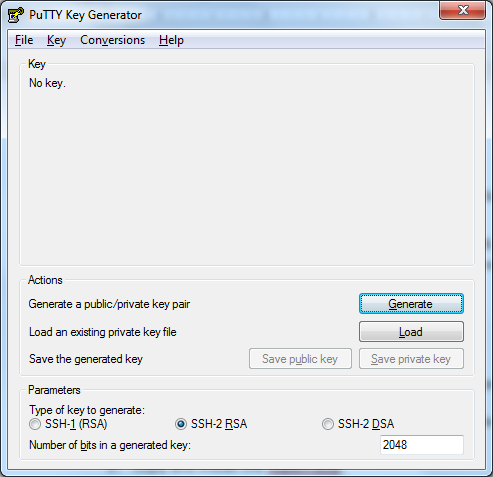 PuTTY Key Generator
File Key Conversions Help
Key
No key.
Actions
Generate a public/private key pair Generate
Load an existing private key file Load
Save the generated key Save public key Save private key
Parameters
Type of key to generate:
SSH-1 (RSA) SSH-2 RSA SSH-2 DSA
Number of bits in a generated key: 2048